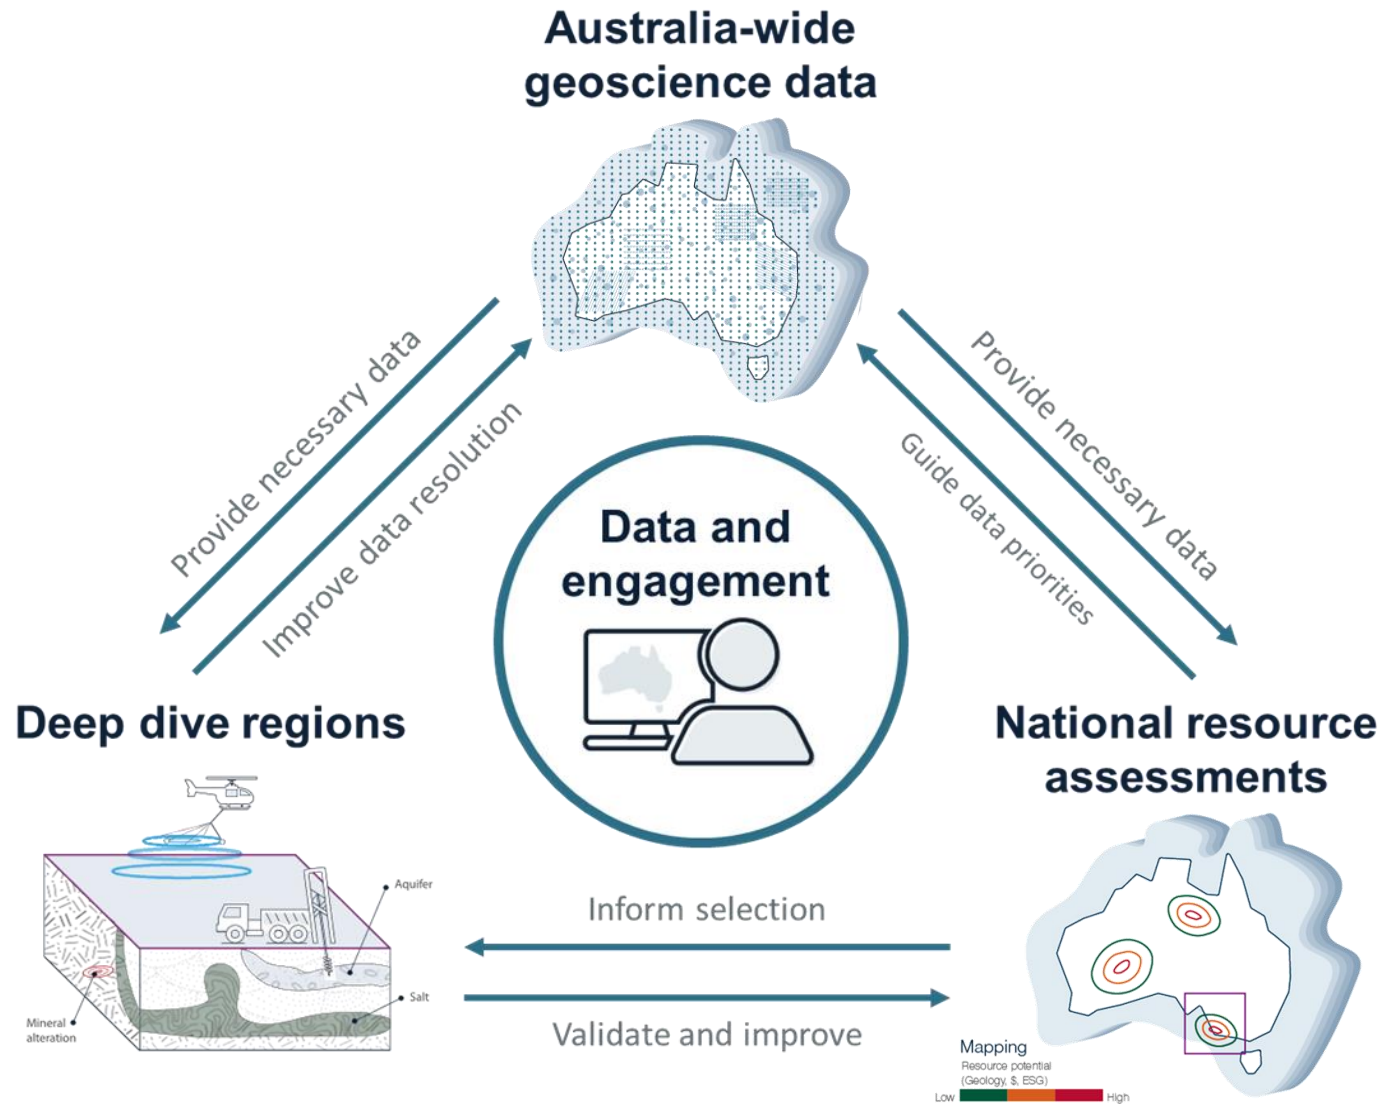 Australia-wide
geoscience data
Provide necessary data
Improve data resolution
Provide necessary data
Guide data priorities
Data and
engagement
Deep dive regions
National resource
assessments
Aquifer
Salt
Mineral
alteration
Inform selection
Validate and improve
Mapping
Resource potential
(Geology, $, ESG)
Low High